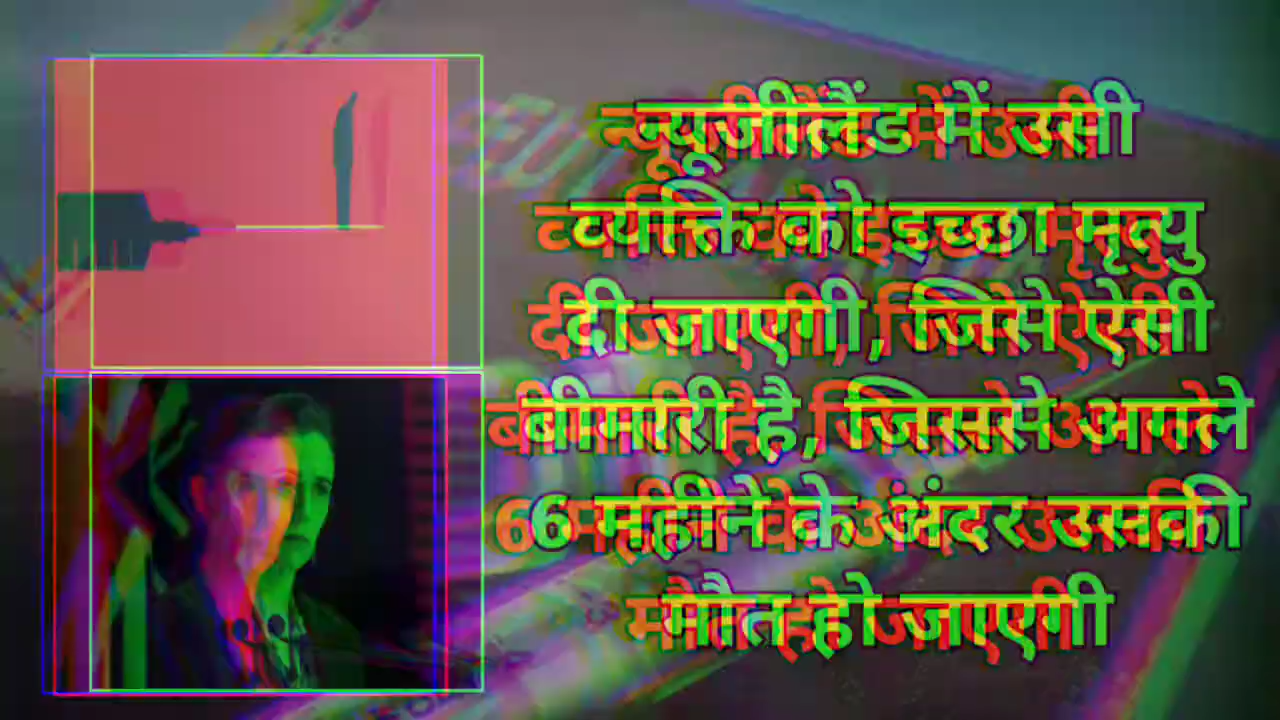 न्यूजीलैंड में उसी
व्यक्ति को इच्छा मृत्यु
दी जाएगी, जिसे ऐसी
बीमारी है, जिससे अगले
6 महीने के अंदर उसकी
मौत हो जाएगी